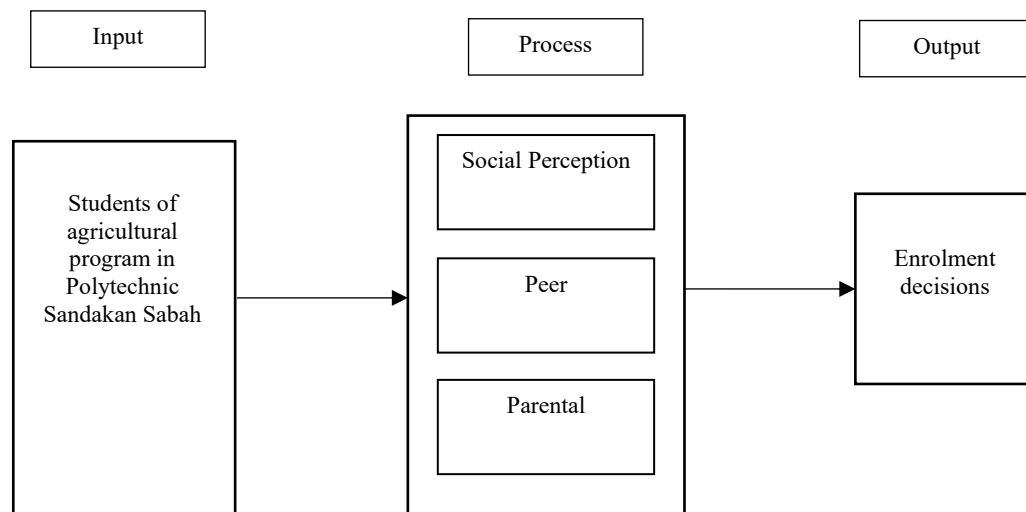 Input
Process
Output
Students of
agricultural
program in
Polytechnic
Sandakan Sabah
Social Perception
Peer
Parental
Enrolment
decisions